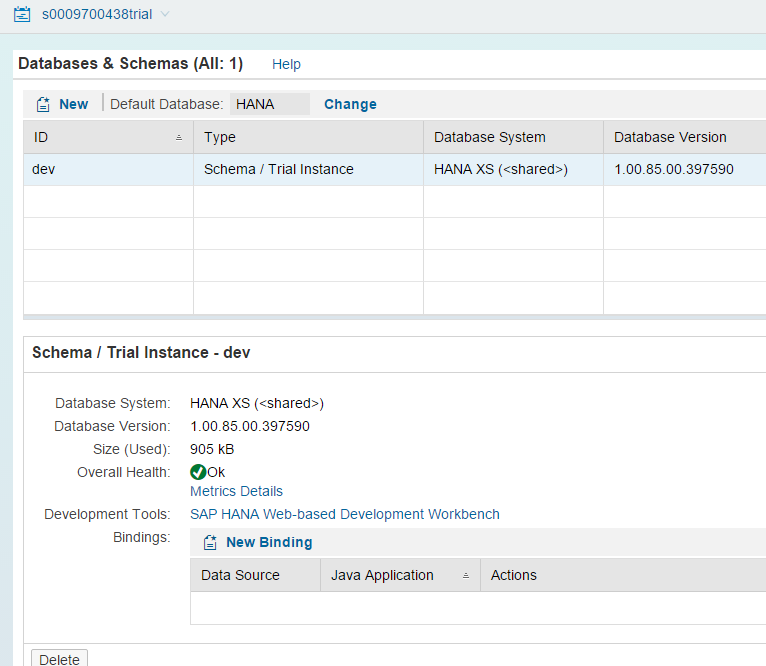 s0009700438trial
Databases & Schemas (All: 1) Help
New Default Database: HANA Change
ID Type Database System Database Version
dev Schema / Trial Instance HANA XS (<shared>) 1.00.85.00.397590
Schema / Trial Instance - dev
Database System: HANA XS (<shared>)
Database Version: 1.00.85.00.397590
Size (Used): 905 kB
Overall Health: Ok
Metrics Details
Development Tools: SAP HANA Web-based Development Workbench
Bindings:
New Binding
Data Source Java Application Actions
Delete